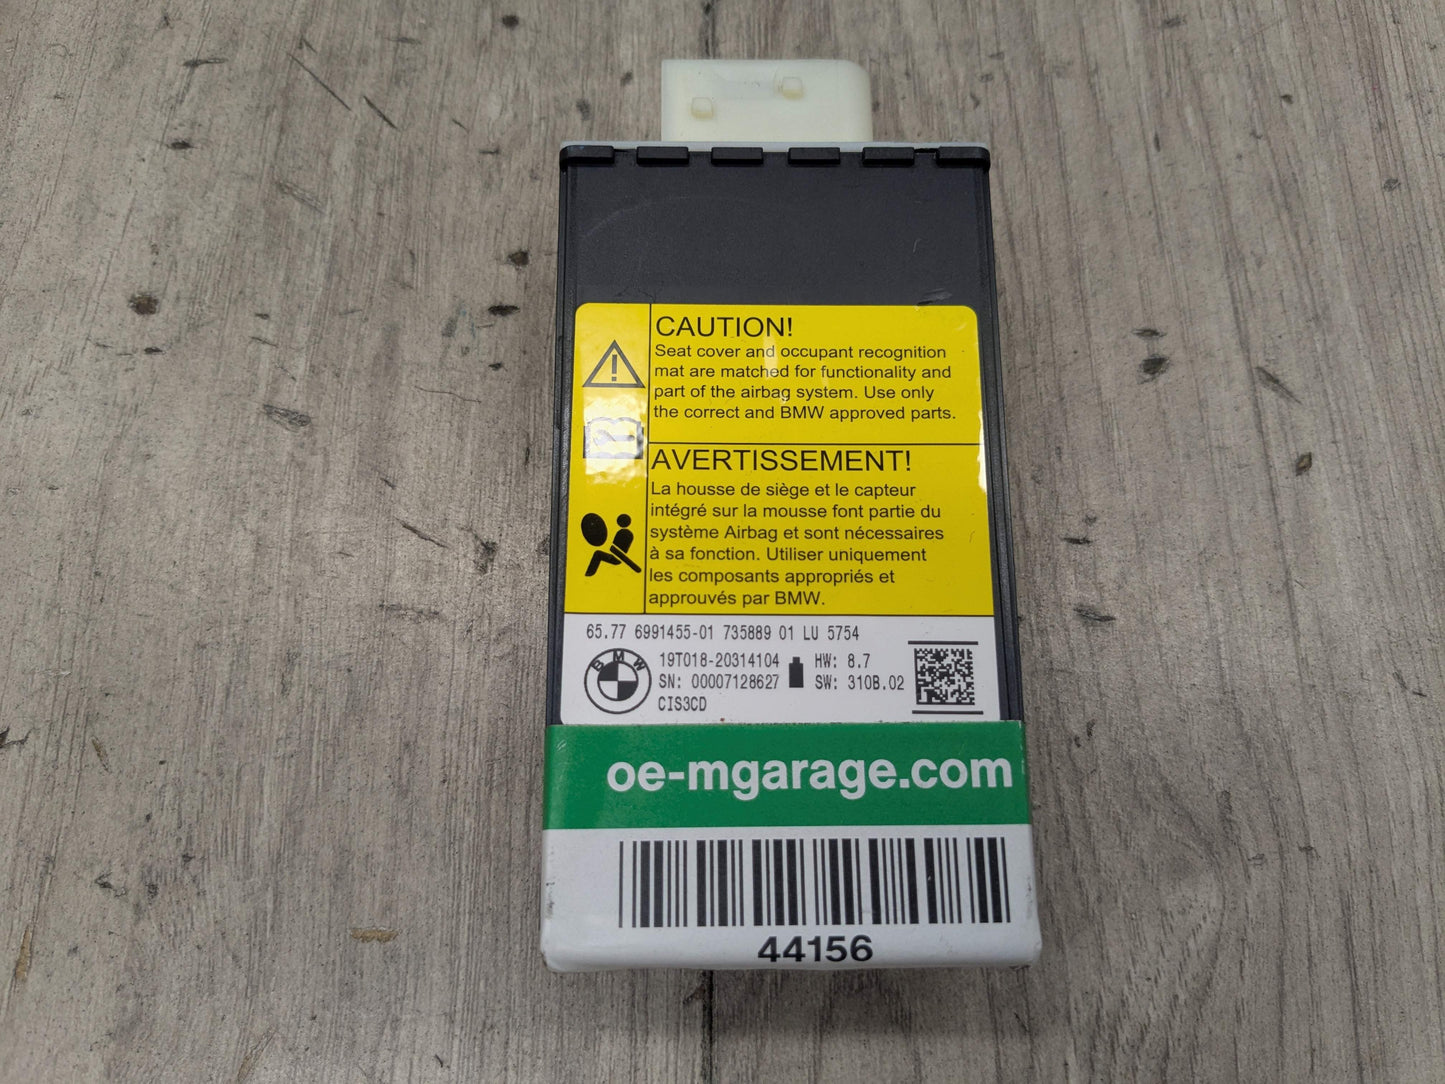 CAUTION!
Seat cover and occupant recognition
mat are matched for functionality and
part of the airbag system. Use only
the correct and BMW approved parts.
AVERTISSEMENT!
La housse de siège et le capteur
intégré sur la mousse font partie du
système Airbag et sont nécessaires
à sa fonction. Utiliser uniquement
les composants appropriés et
approuvés par BMW.
65.77 6991455-01 735889 01 LU 5754
BMW
19T018-20314104 HW: 8.7
SN: 00007128627 SW: 310B.02
CIS3CD
oe-mgarage.com
44156